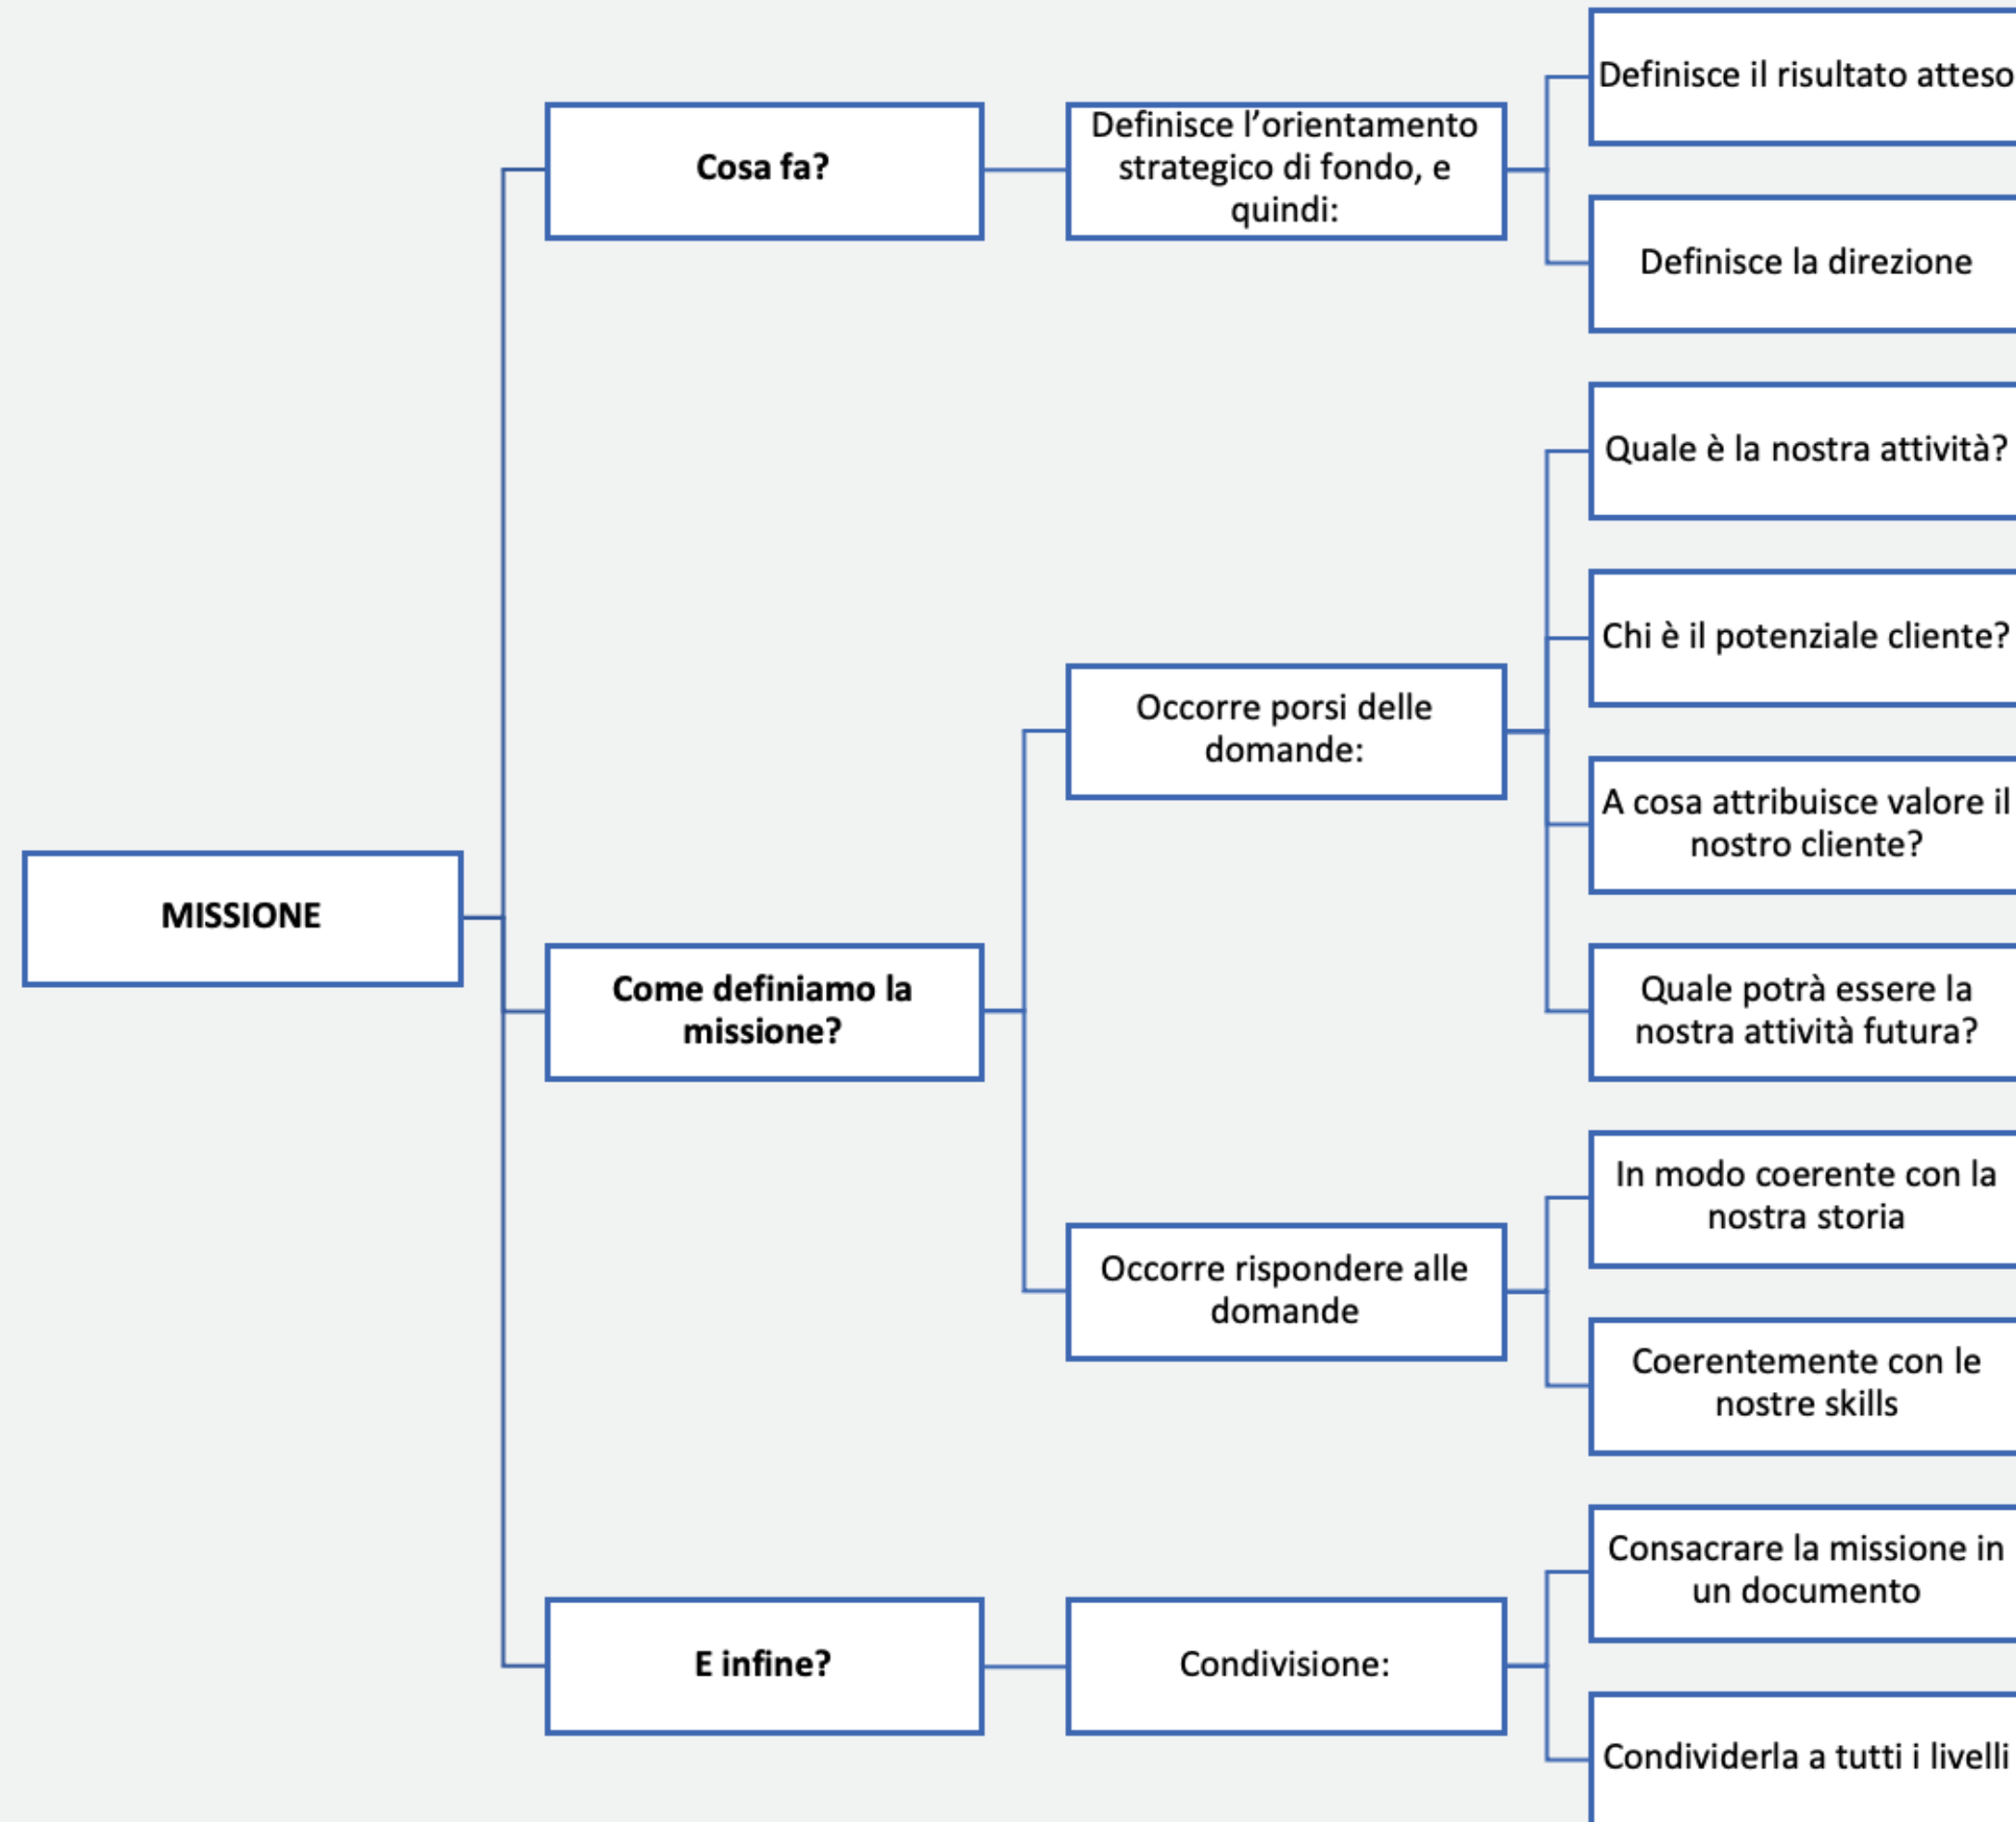 MISSIONE
Cosa fa?
Definisce l’orientamento
strategico di fondo, e
quindi:
Definisce il risultato atteso
Definisce la direzione
Come definiamo la
missione?
Occorre porsi delle
domande:
Quale è la nostra attività?
Chi è il potenziale cliente?
A cosa attribuisce valore il
nostro cliente?
Quale potrà essere la
nostra attività futura?
Occorre rispondere alle
domande
In modo coerente con la
nostra storia
Coerentemente con le
nostre skills
E infine?
Condivisione:
Consacrare la missione in
un documento
Condividerla a tutti i livelli